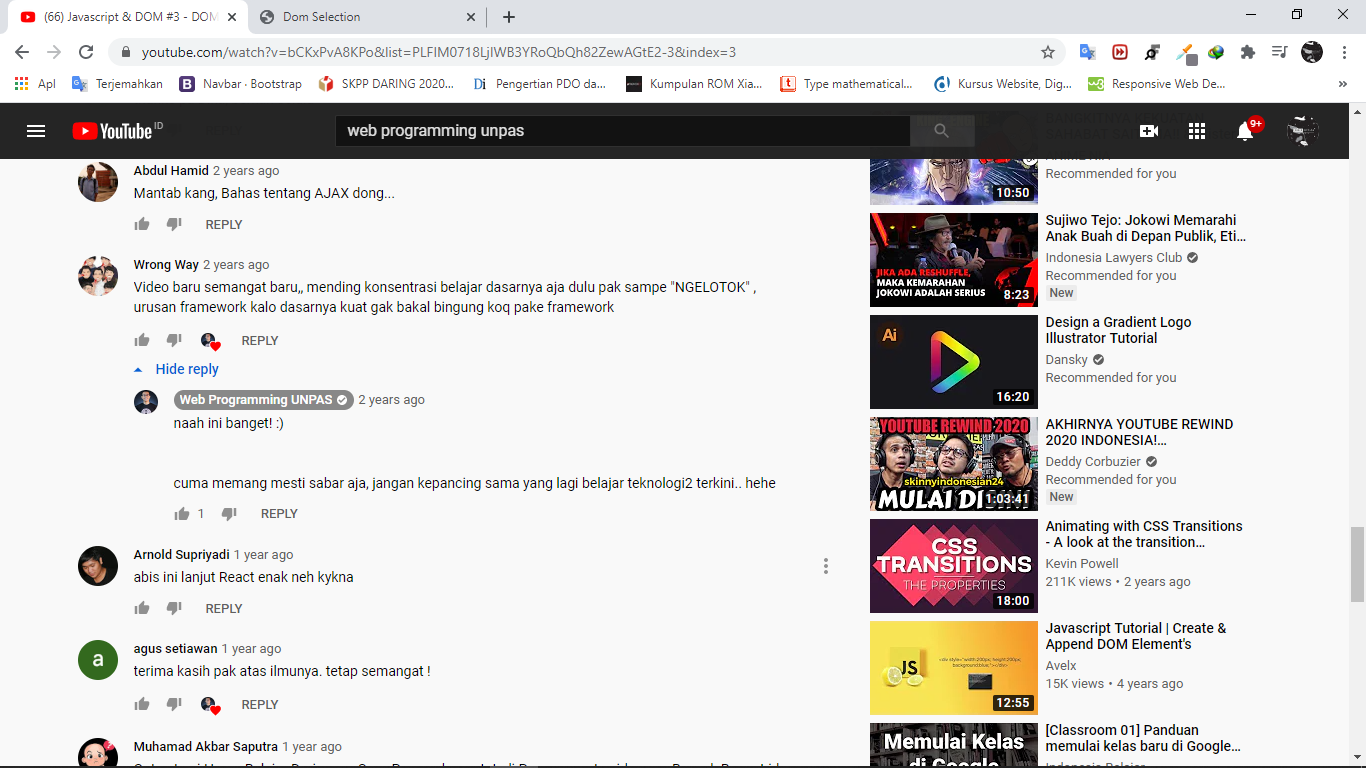 (66) Javascript & DOM #3 - DOM
Dom Selection
youtube.com/watch?v=bCKxPvA8KPo&list=PLFIM0718LjIWB3YRoQbQh82ZewAGtE2-3&index=3
Apl
Terjemahkan
Navbar · Bootstrap
SKPP DARING 2020...
Pengertian PDO da...
Kumpulan ROM Xia...
Type mathematical...
Kursus Website, Dig...
Responsive Web De...
YouTube ID
web programming unpas
9+
Abdul Hamid 2 years ago
Mantab kang, Bahas tentang AJAX dong...
REPLY
Wrong Way 2 years ago
Video baru semangat baru,, mending konsentrasi belajar dasarnya aja dulu pak sampe "NGELOTOK" ,
urusan framework kalo dasarnya kuat gak bakal bingung koq pake framework
REPLY
Hide reply
Web Programming UNPAS 2 years ago
naah ini banget! :)
cuma memang mesti sabar aja, jangan kepancing sama yang lagi belajar teknologi2 terkini.. hehe
1 REPLY
Arnold Supriyadi 1 year ago
abis ini lanjut React enak neh kykna
REPLY
a
agus setiawan 1 year ago
terima kasih pak atas ilmunya. tetap semangat !
REPLY
Muhamad Akbar Saputra 1 year ago
10:50
Recommended for you
JIKA ADA RESHUFFLE,
MAKA KEMARAHAN
JOKOWI ADALAH SERIUS
8:23
Sujiwo Tejo: Jokowi Memarahi
Anak Buah di Depan Publik, Eti...
Indonesia Lawyers Club
Recommended for you
New
Ai
16:20
Design a Gradient Logo
Illustrator Tutorial
Dansky
Recommended for you
YOUTUBE REWIND 2020
skinnyindonesian24
MULAI DISINI
1:03:41
AKHIRNYA YOUTUBE REWIND
2020 INDONESIA!...
Deddy Corbuzier
Recommended for you
New
CSS
TRANSITIONS
THE PROPERTIES
18:00
Animating with CSS Transitions
- A look at the transition...
Kevin Powell
211K views • 2 years ago
JS
<div style="width:200px; height:200px;
background:blue;"></div>
12:55
Javascript Tutorial | Create &
Append DOM Element's
Avelx
15K views • 4 years ago
Memulai Kelas
di Google
[Classroom 01] Panduan
memulai kelas baru di Google...